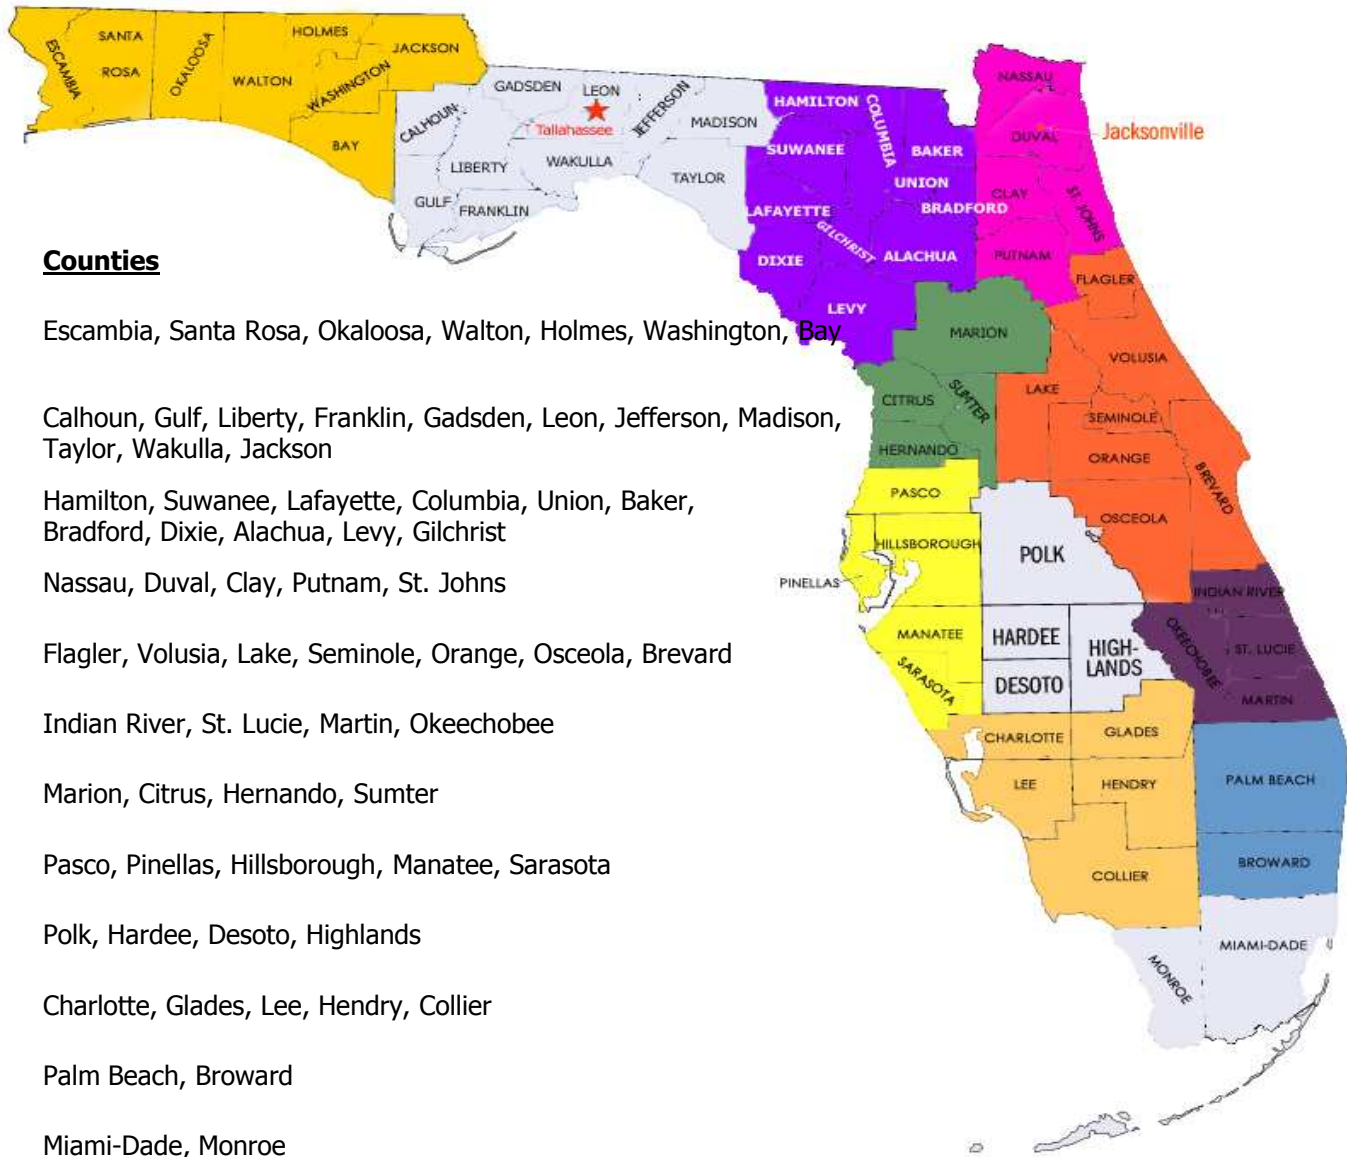 HOLMES
SANTA
JACKSON
ESCAMBIA
OKALOOSA
ROSA
WALTON
WASHINGTON
BAY
GADSDEN
LEON
JEFFERSON
CALHOUN
Tallahassee
MADISON
LIBERTY
WAKULLA
TAYLOR
GULF
FRANKLIN
HAMILTON
COLUMBIA
SUWANEE
BAKER
UNION
LAFAYETTE
BRADFORD
GILCHRIST
DIXIE
ALACHUA
LEVY
NASSAU
DUVAL
Jacksonville
CLAY
ST. JOHNS
PUTNAM
FLAGLER
MARION
VOLUSIA
LAKE
CITRUS
SUMTER
SEMINOLE
HERNANDO
ORANGE
BREVARD
PASCO
OSCEOLA
HILLSBOROUGH
POLK
PINELLAS
INDIAN RIVER
MANATEE
HARDEE
HIGH-
LANDS
OKEECHOBEE
ST. LUCIE
SARASOTA
DESOTO
MARTIN
CHARLOTTE
GLADES
LEE
HENDRY
PALM BEACH
COLLIER
BROWARD
MIAMI-DADE
MONROE
Counties
Escambia, Santa Rosa, Okaloosa, Walton, Holmes, Washington, Bay
Calhoun, Gulf, Liberty, Franklin, Gadsden, Leon, Jefferson, Madison,
Taylor, Wakulla, Jackson
Hamilton, Suwanee, Lafayette, Columbia, Union, Baker,
Bradford, Dixie, Alachua, Levy, Gilchrist
Nassau, Duval, Clay, Putnam, St. Johns
Flagler, Volusia, Lake, Seminole, Orange, Osceola, Brevard
Indian River, St. Lucie, Martin, Okeechobee
Marion, Citrus, Hernando, Sumter
Pasco, Pinellas, Hillsborough, Manatee, Sarasota
Polk, Hardee, Desoto, Highlands
Charlotte, Glades, Lee, Hendry, Collier
Palm Beach, Broward
Miami-Dade, Monroe